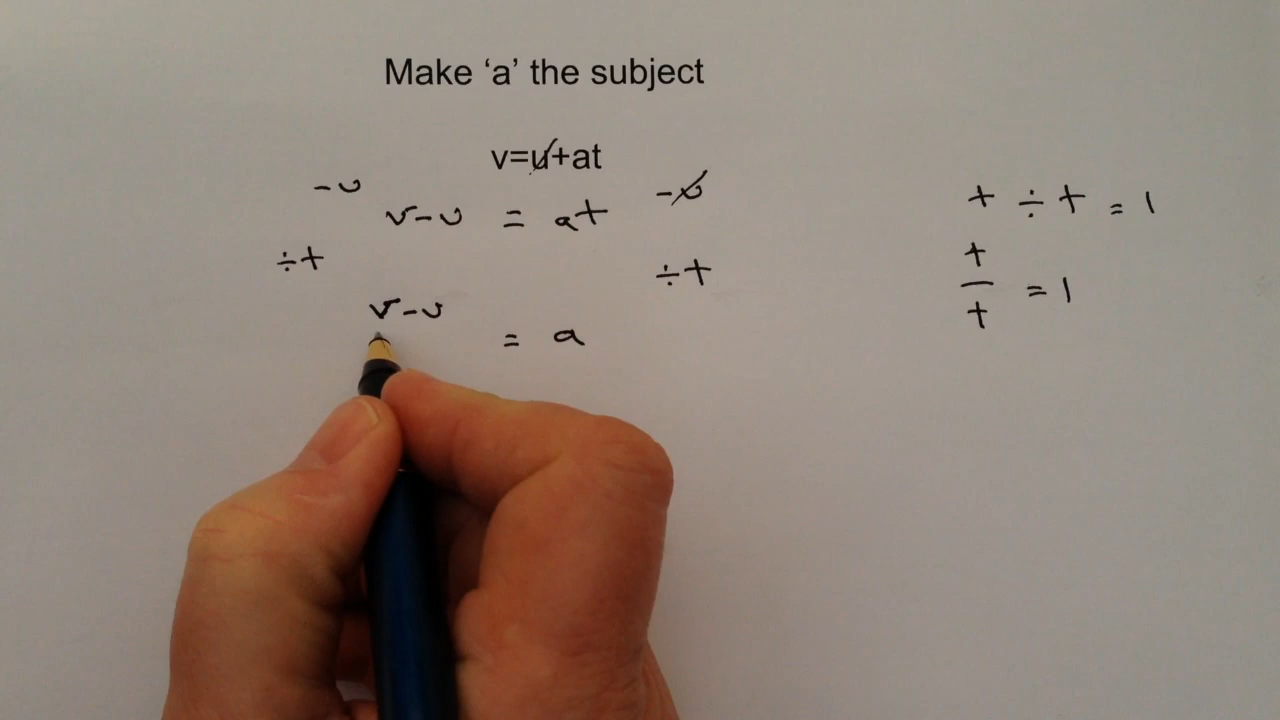 Make ‘a’ the subject
v=u+at
-u -u
v-u = at
÷t ÷t
v-u
= a
t ÷ t = 1
t
—
t
= 1